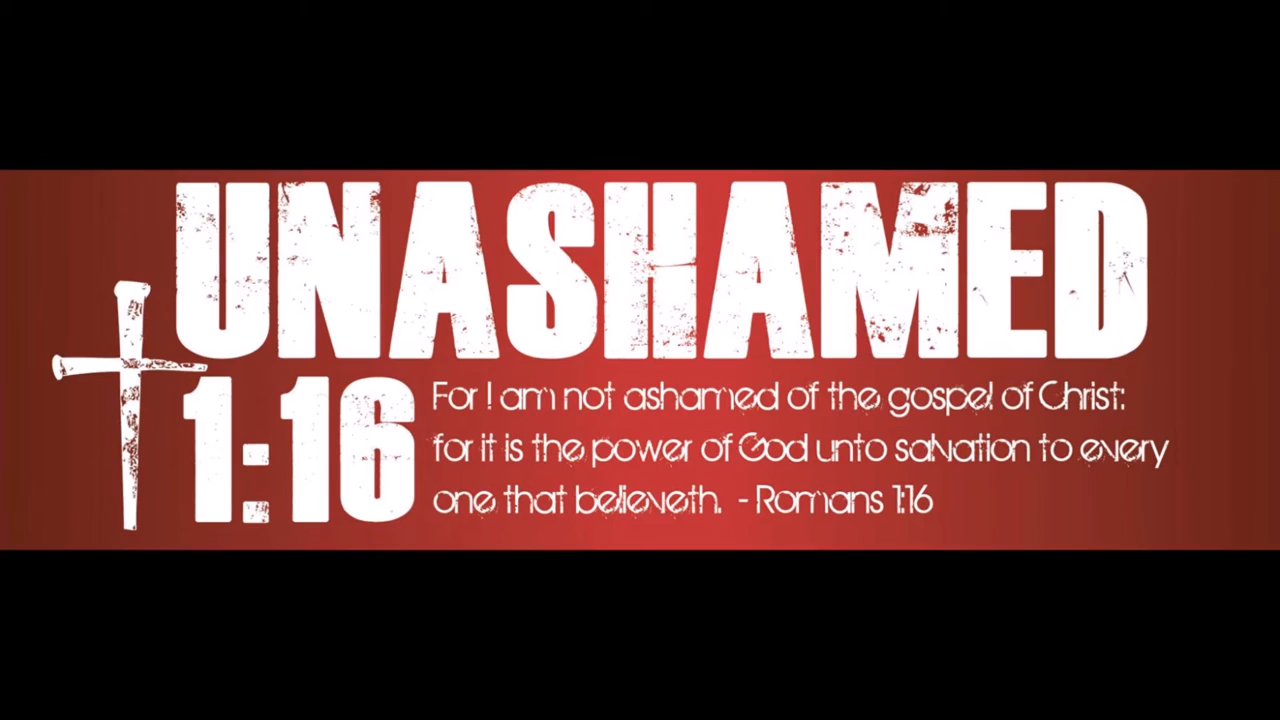 UNASHAMED
1:16
For I am not ashamed of the gospel of Christ:
for it is the power of God unto salvation to every
one that believeth. - Romans 1:16